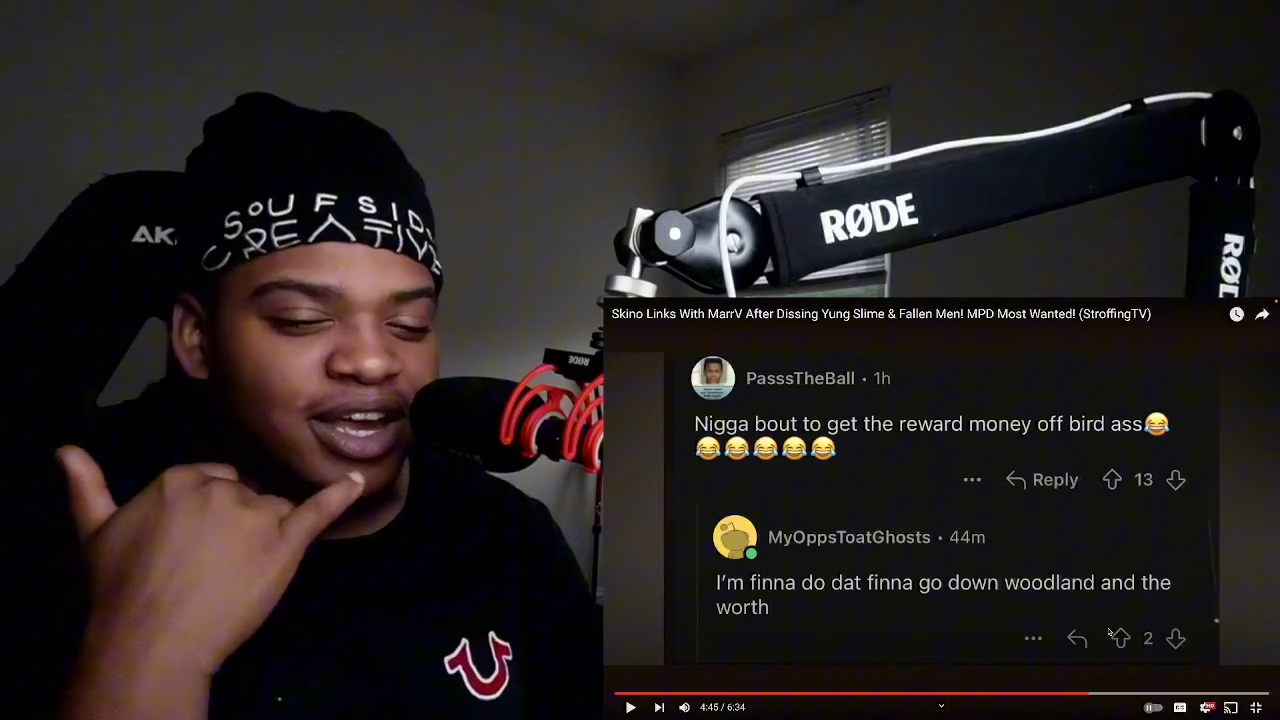 SOUFSIDE
CREATIVE
AK
RØDE
RØDE
Skino Links With MarrV After Dissing Yung Slime & Fallen Men! MPD Most Wanted! (StroffingTV)
PasssTheBall • 1h
Nigga bout to get the reward money off bird ass😂
😂😂😂😂😂
Reply 13
MyOppsToatGhosts • 44m
I'm finna do dat finna go down woodland and the
worth
2
4:45 / 6:34